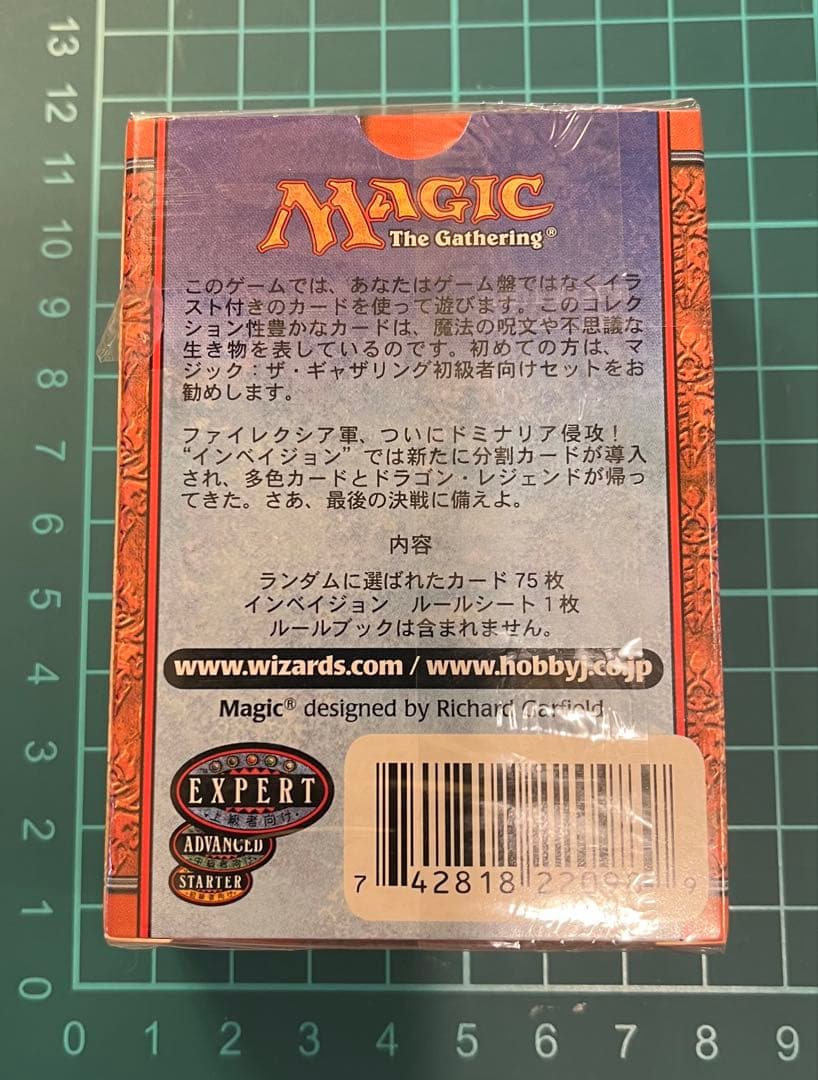 MAGIC
The Gathering®
このゲームでは、あなたはゲーム盤ではなくイラ
スト付きのカードを使って遊びます。このコレク
ション性豊かなカードは、魔法の呪文や不思議な
生き物を表しているのです。初めての方は、マ
ジック：ザ・ギャザリング初級者向けセットをお
勧めします。
ファイレクシア軍、ついにドミナリア侵攻！
“インベイジョン”では新たに分割カードが導入
され、多色カードとドラゴン・レジェンドが帰っ
てきた。さあ、最後の決戦に備えよ。
内容
ランダムに選ばれたカード 75 枚
インベイジョン　ルールシート 1 枚
ルールブックは含まれません。
www.wizards.com / www.hobbyj.co.jp
Magic® designed by Richard Garfield
EXPERT
・上級者向け・
ADVANCED
STARTER
・初級者向け・
7 42818 9
13
12
11
10
9
8
7
6
5
4
3
2
1
0
0 1 2 3 4 5 6 7 8 9